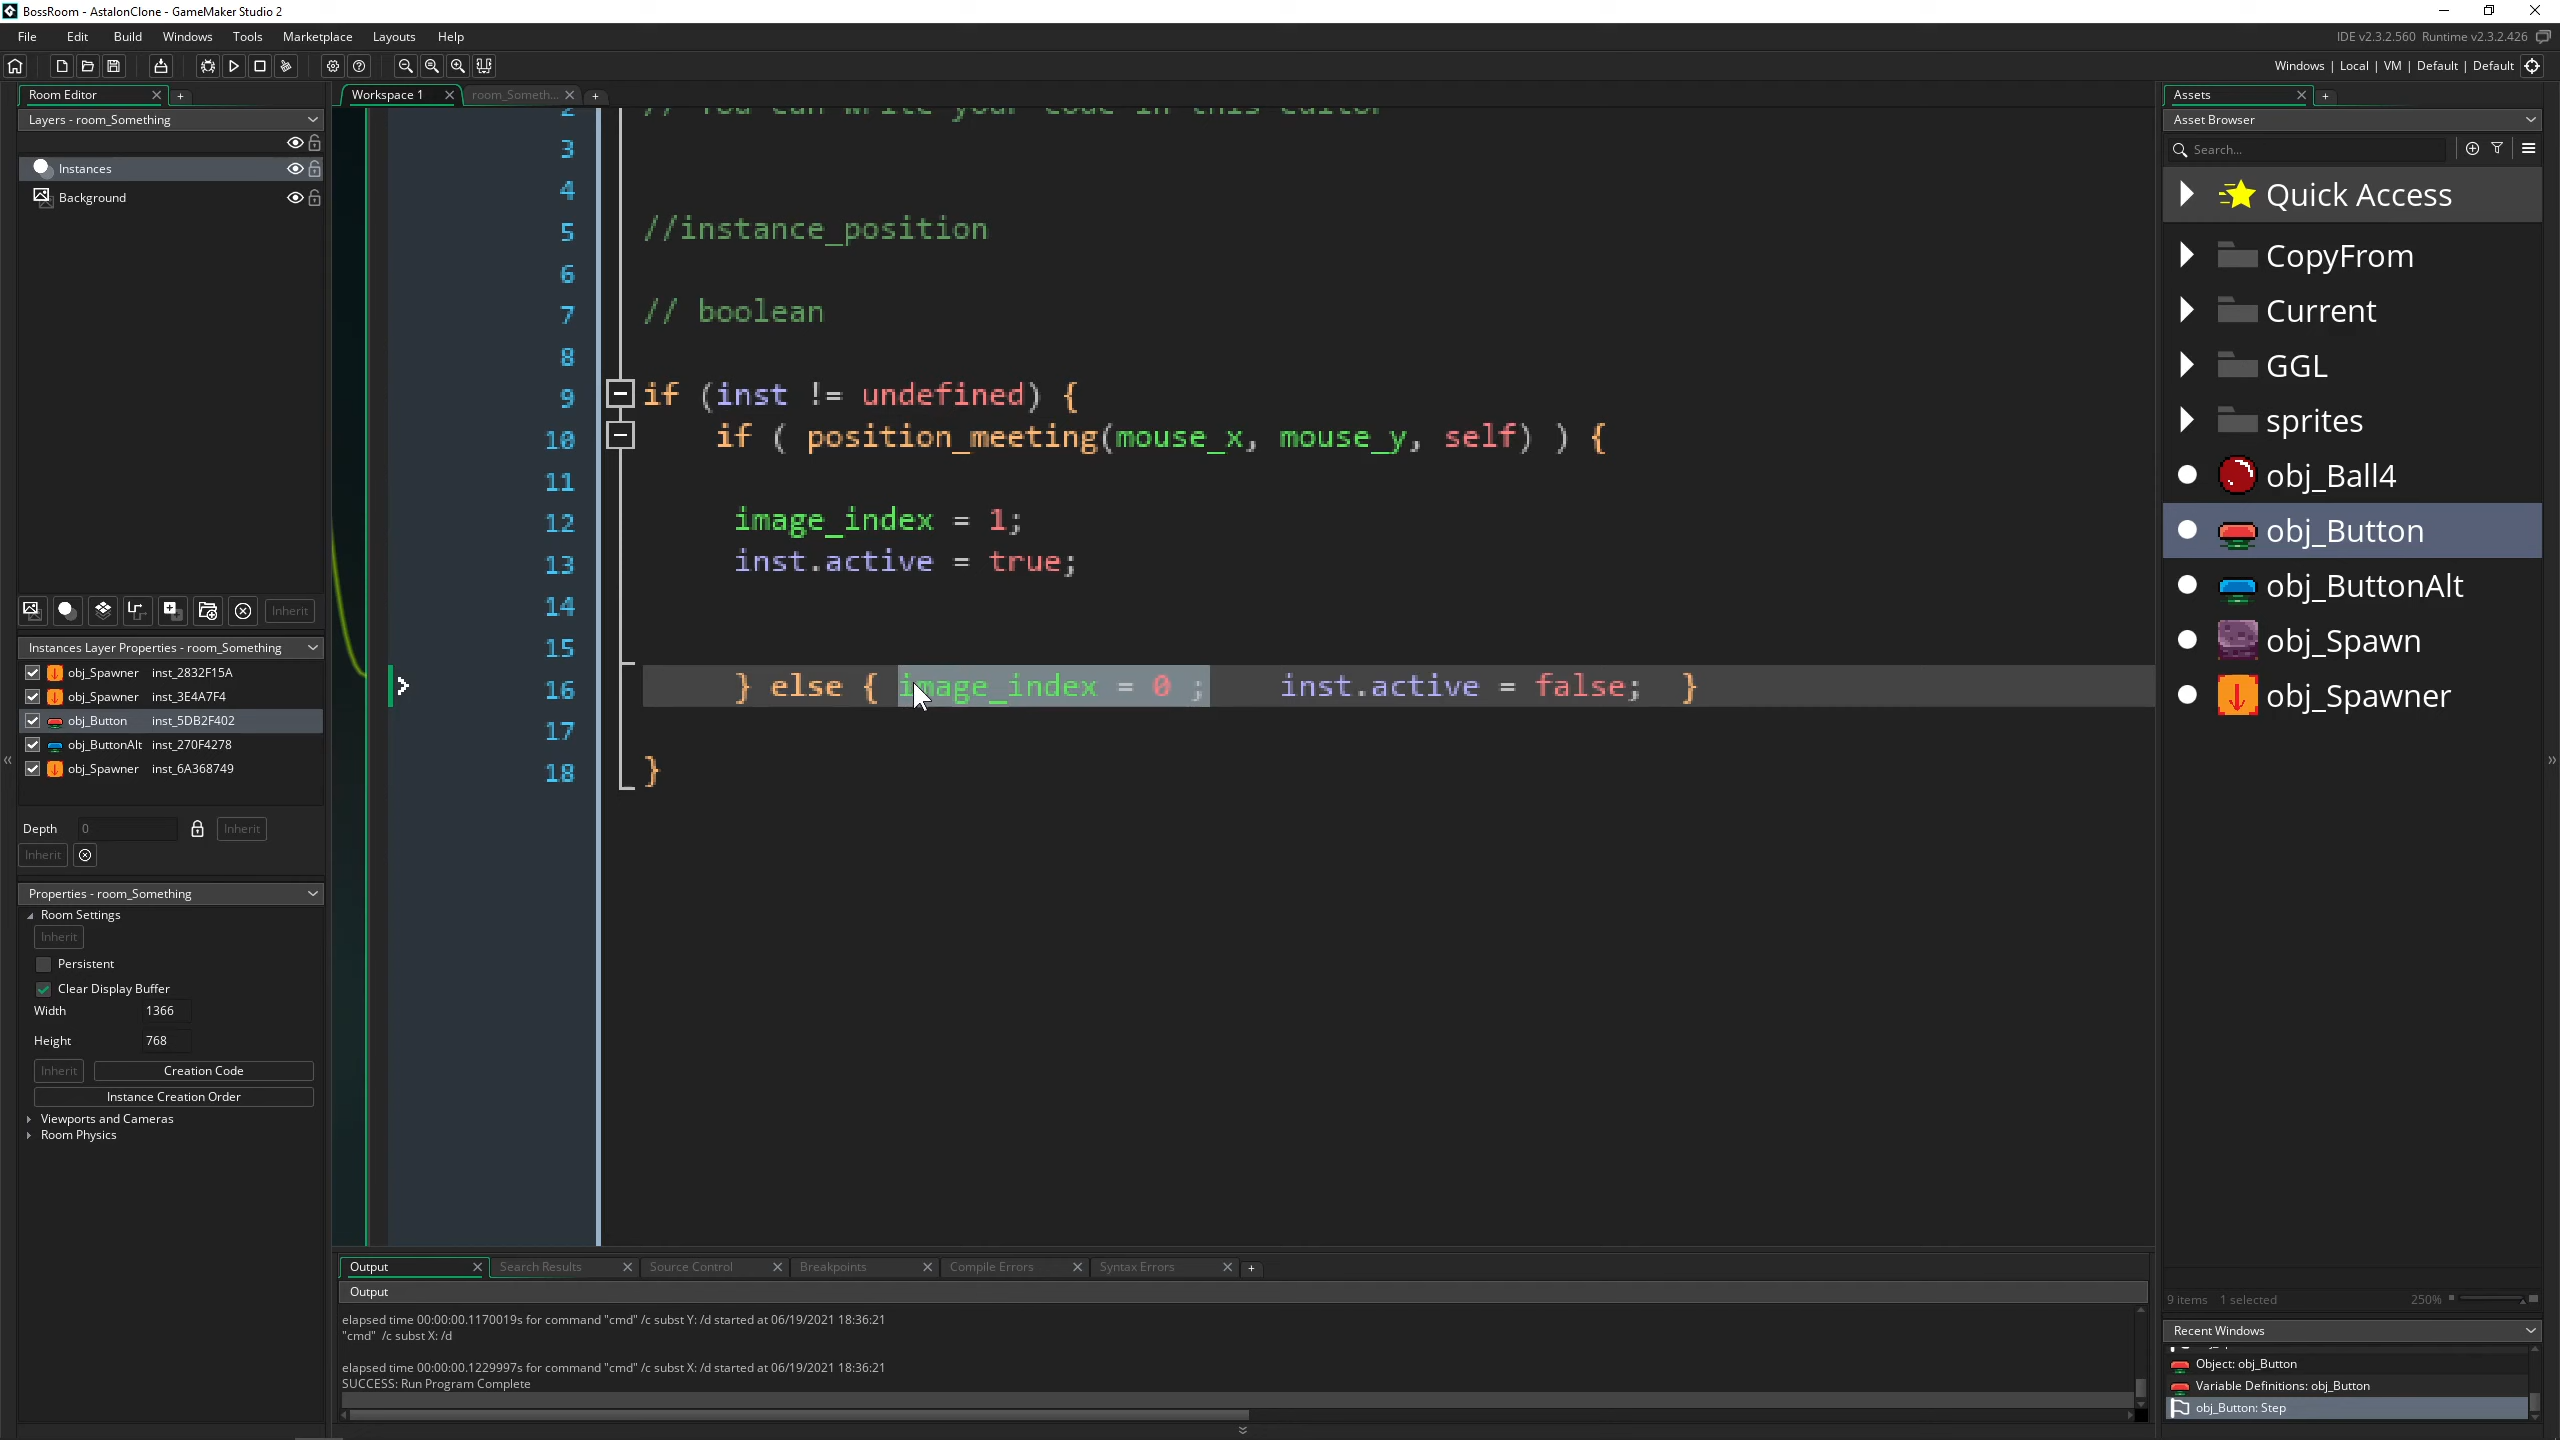 BossRoom - AstalonClone - GameMaker Studio 2
File Edit Build Windows Tools Marketplace Layouts Help
IDE v2.3.2.560 Runtime v2.3.2.426
Windows | Local | VM | Default | Default
Room Editor
Layers - room_Something
Instances
Background
Inherit
Instances Layer Properties - room_Something
obj_Spawner inst_2832F15A
obj_Spawner inst_3E4A7F4
obj_Button inst_5DB2F402
obj_ButtonAlt inst_270F4278
obj_Spawner inst_6A368749
Depth 0 Inherit
Inherit
Properties - room_Something
Room Settings
Inherit
Persistent
Clear Display Buffer
Width 1366
Height 768
Inherit Creation Code
Instance Creation Order
Viewports and Cameras
Room Physics
Workspace 1 room_Someth...
2 // You can write your code in this editor
3
4
5 //instance_position
6
7 // boolean
8
9 if (inst != undefined) {
10 if ( position_meeting(mouse_x, mouse_y, self) ) {
11
12 image_index = 1;
13 inst.active = true;
14
15
16 } else { image_index = 0 ; inst.active = false; }
17
18 }
Output Search Results Source Control Breakpoints Compile Errors Syntax Errors
Output
elapsed time 00:00:00.1170019s for command "cmd" /c subst Y: /d started at 06/19/2021 18:36:21
"cmd" /c subst X: /d
elapsed time 00:00:00.1229997s for command "cmd" /c subst X: /d started at 06/19/2021 18:36:21
SUCCESS: Run Program Complete
Assets
Asset Browser
Search...
Quick Access
CopyFrom
Current
GGL
sprites
obj_Ball4
obj_Button
obj_ButtonAlt
obj_Spawn
obj_Spawner
9 items 1 selected 250%
Recent Windows
Object: obj_Button
Variable Definitions: obj_Button
obj_Button: Step